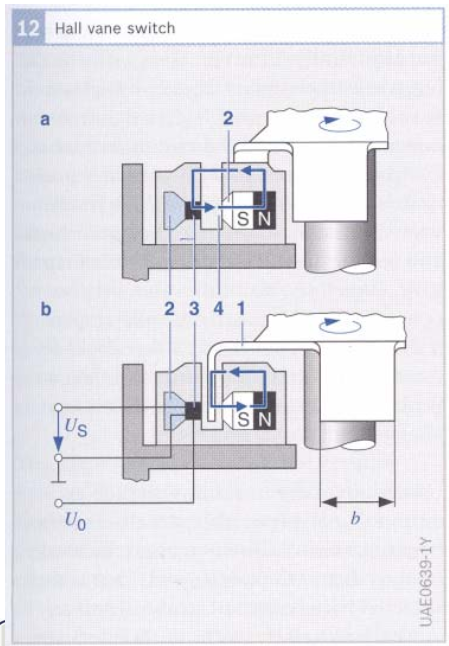 12 Hall vane switch
a
2
S N
b
2 3 4 1
S N
US
U0
b
UAE0639-1Y